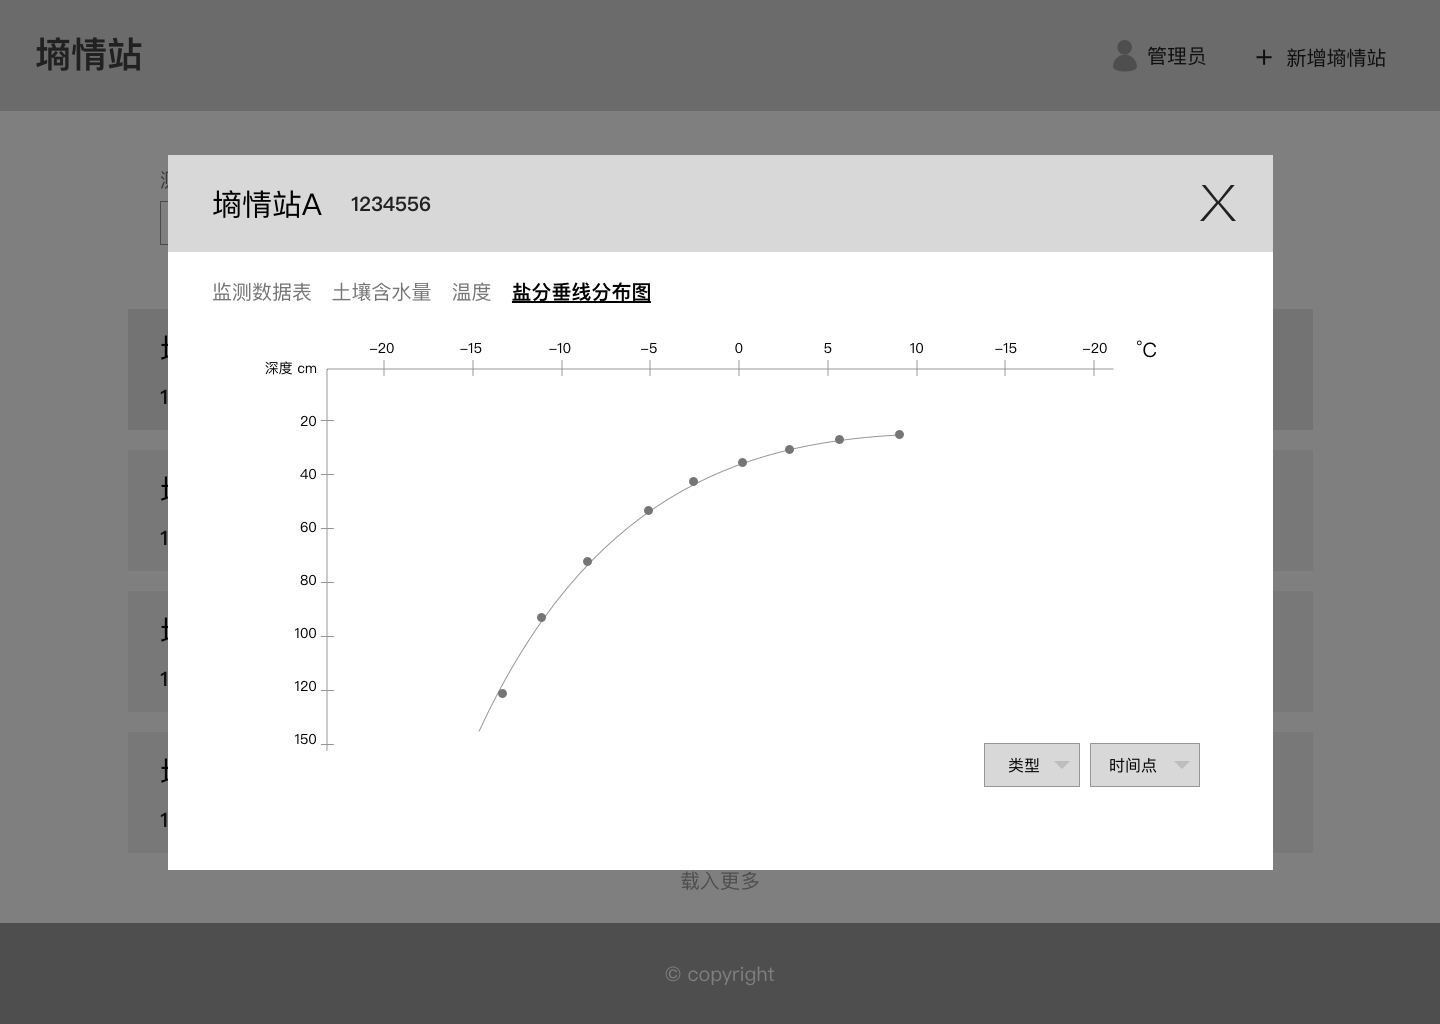 墒情站
管理员
+ 新增墒情站
墒情站A 1234556
X
监测数据表 土壤含水量 温度 盐分垂线分布图
-20 -15 -10 -5 0 5 10 -15 -20 °C
深度 cm
20
40
60
80
100
120
150
类型 时间点
载入更多
© copyright